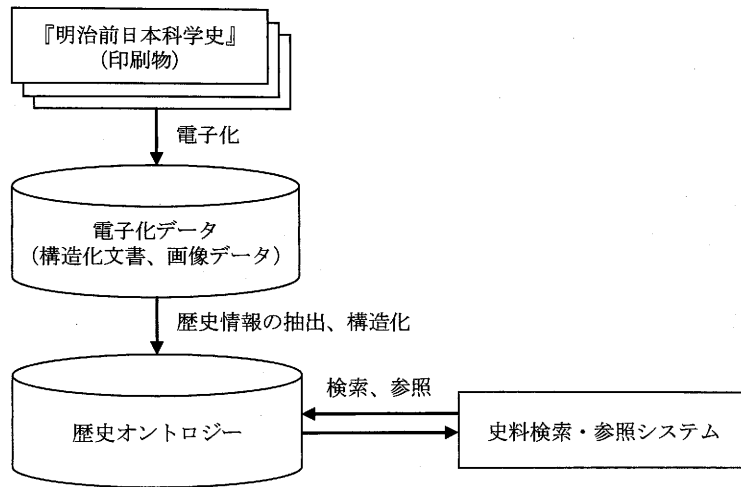 『明治前日本科学史』
(印刷物)
電子化
電子化データ
(構造化文書、画像データ)
歴史情報の抽出、構造化
検索、参照
歴史オントロジー
史料検索・参照システム